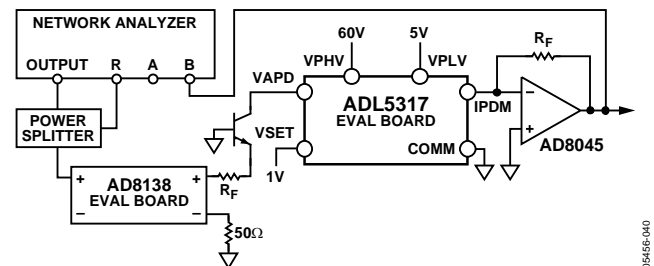 NETWORK ANALYZER
OUTPUT R A B
POWER
SPLITTER
60V 5V
VPHV VPLV
VAPD
VSET
1V
ADL5317
EVAL BOARD
COMM
IPDM
RF
AD8045
+ AD8138 +
EVAL BOARD
– –
RF
50Ω
– 
+
05456-040